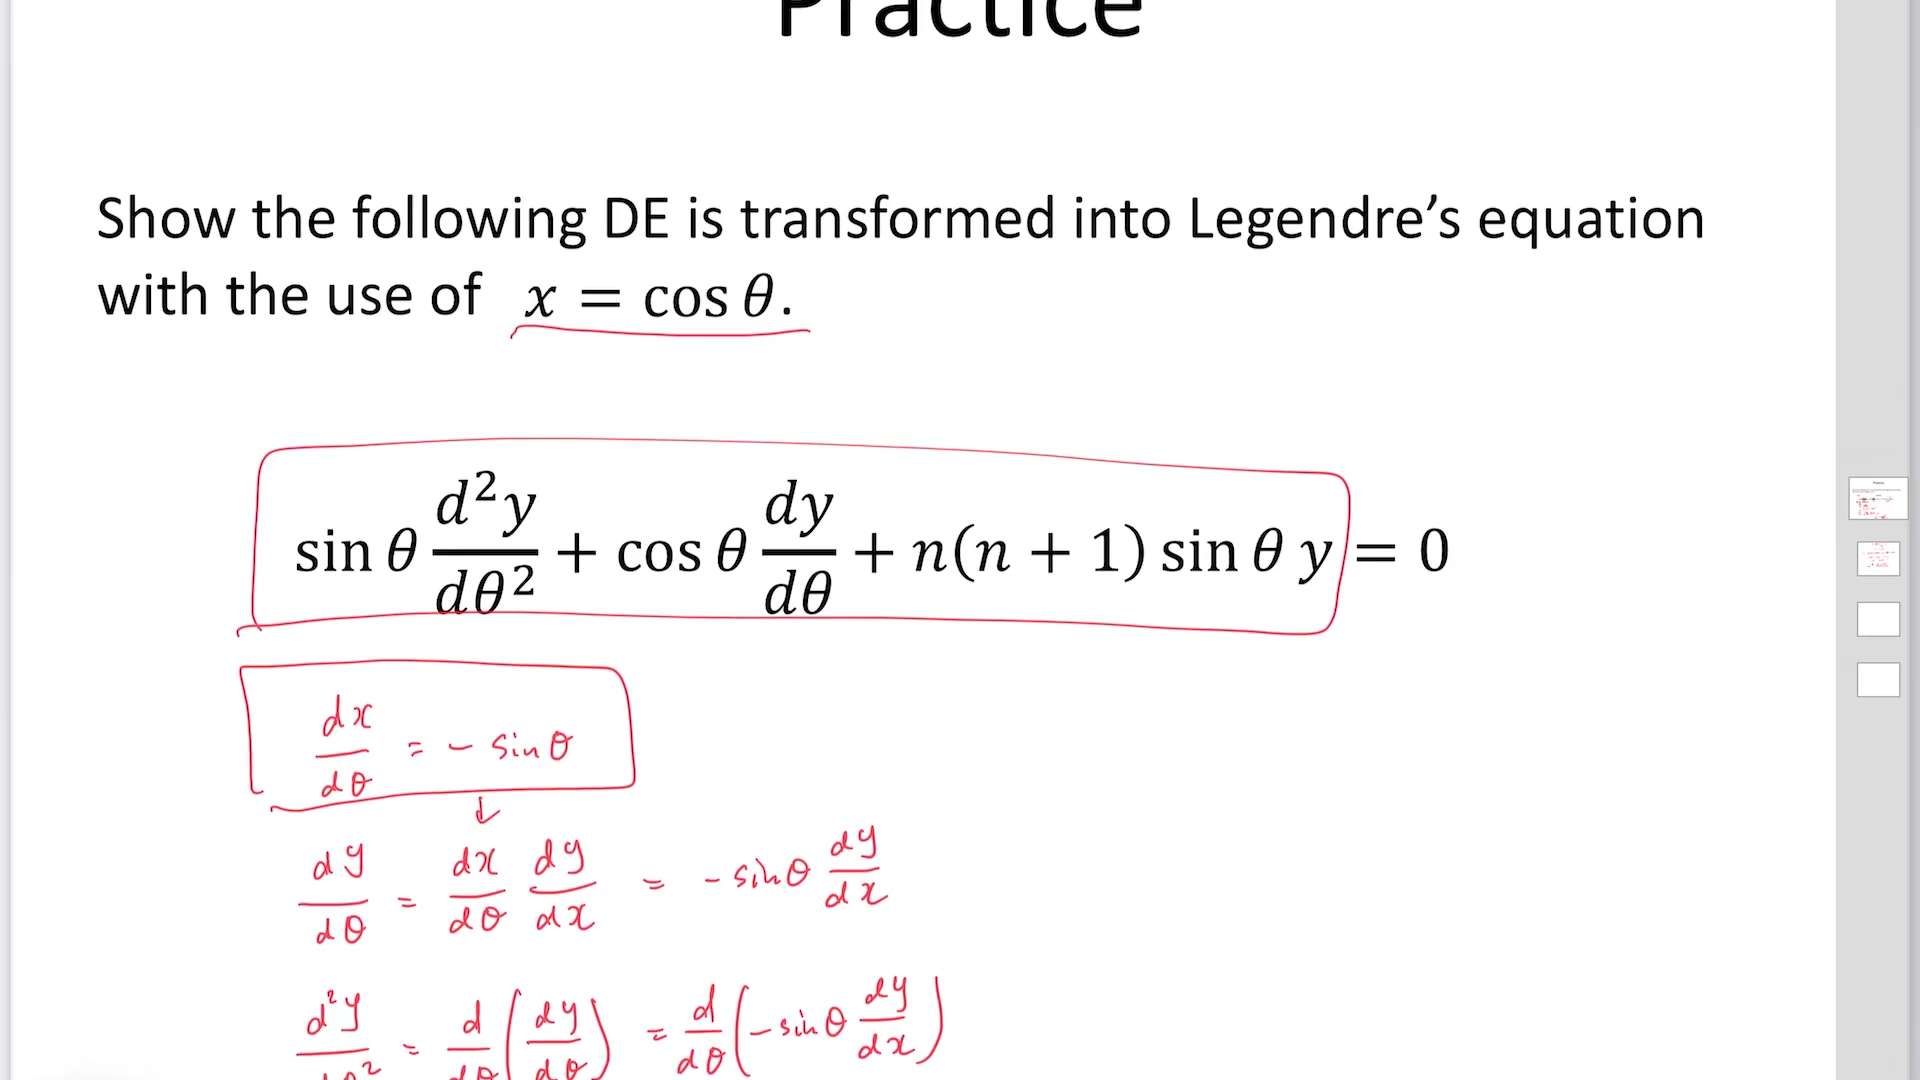 Practice
Show the following DE is transformed into Legendre’s equation
with the use of x = cos θ.
sin θ d²y/dθ² + cos θ dy/dθ + n(n + 1) sin θ y = 0
dx/dθ = - sin θ
dy/dθ = dx/dθ dy/dx = - sin θ dy/dx
d²y/dθ² = d/dθ (dy/dθ) = d/dθ (- sin θ dy/dx)